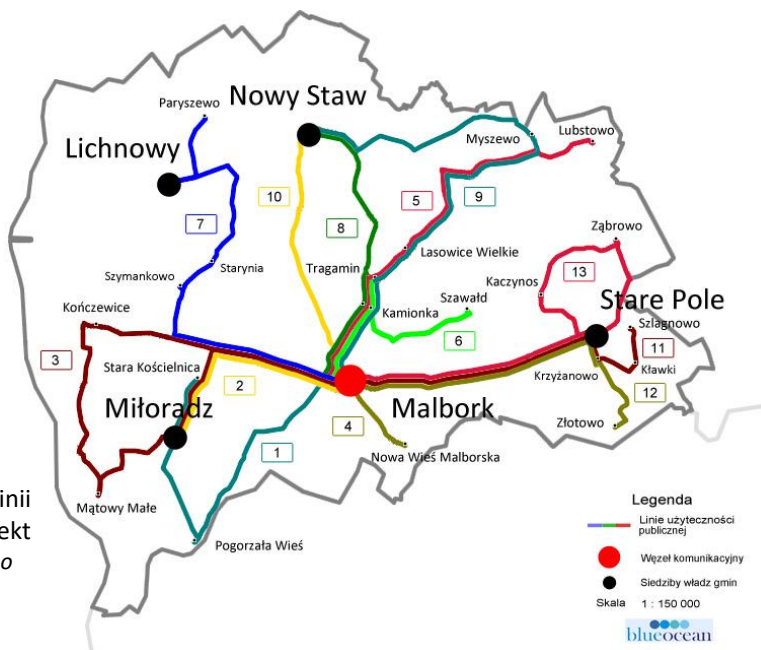 Paryszewo
Nowy Staw
Myszewo
Lubstowo
Lichnowy
10
5
9
7
8
Ząbrowo
Lasowice Wielkie
Starynia
Tragamin
13
Szymankowo
Kaczynos
Szawałd
Kamionka
Stare Pole
Kończewice
6
Szlagnowo
3
11
Stara Kościelnica
2
Krzyżanowo
Kławki
Miłoradz
Malbork
12
4
1
Złotowo
Nowa Wieś Malborska
Mątowy Małe
inii
ekt
o
Pogorzała Wieś
Legenda
Linie użyteczności
publicznej
Węzeł komunikacyjny
Siedziby władz gmin
Skala 1 : 150 000
blueocean